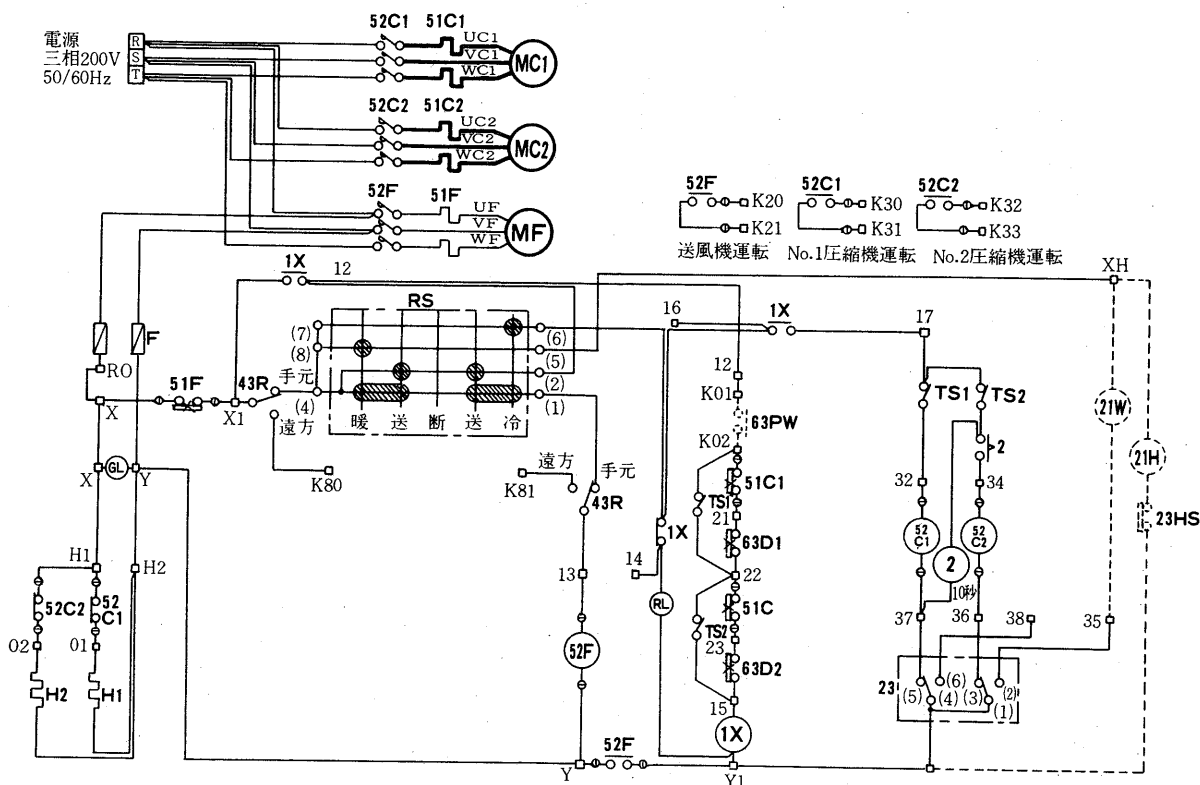 電源
三相200V
50/60Hz
R
S
T
52C1 51C1
UC1
VC1
WC1
MC1
52C2 51C2
UC2
VC2
WC2
MC2
52F 51F
UF
VF
WF
MF
52F
K20
K21
送風機運転
52C1
K30
K31
No.1圧縮機運転
52C2
K32
K33
No.2圧縮機運転
1X
12
RS
(7)
(8)
(4)
(6)
(5)
(2)
(1)
暖 送 断 送 冷
F
RO
X
51F
X1
43R
手元
遠方
K80
遠方
K81
手元
43R
X
GL
Y
H1
H2
52C2
52
C1
O2
O1
H2
H1
13
52F
Y
52F
Y1
16
1X
17
XH
14
1X
RL
12
K01
63PW
K02
51C1
TS1
21
63D1
22
51C
TS2
23
63D2
15
1X
TS1
TS2
2
32
34
52
C1
52
C2
2
10秒
37
36
38
35
23
(5)
(6)
(4)
(3)
(2)
(1)
21W
21H
23HS